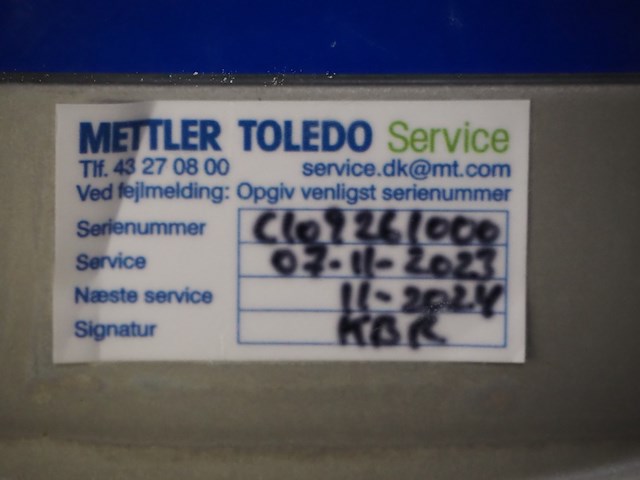 METTLER TOLEDO Service
Tlf. 43 27 08 00 service.dk@mt.com
Ved fejlmelding: Opgiv venligst serienummer
Serienummer C109261000
Service 07-11-2023
Næste service 11-2024
Signatur KBR